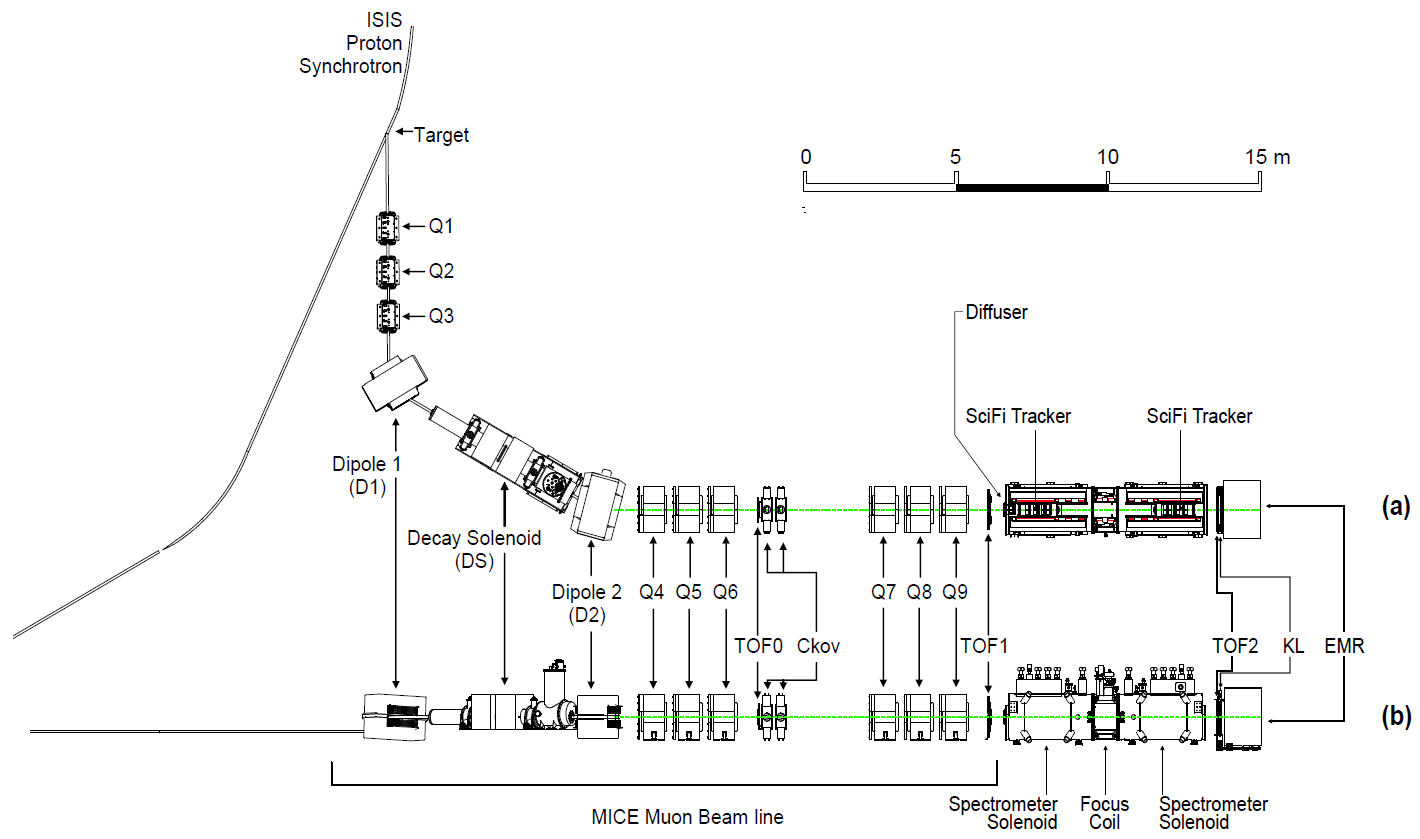 ISIS
Proton
Synchrotron
Target
0 5 10 15 m
Q1
Q2
Q3
Diffuser
SciFi Tracker SciFi Tracker
Dipole 1
(D1)
(a)
Decay Solenoid
(DS)
Dipole 2
(D2)
Q4 Q5 Q6 Q7 Q8 Q9
TOF0 Ckov TOF1 TOF2 KL EMR
(b)
MICE Muon Beam line
Spectrometer
Solenoid
Focus
Coil
Spectrometer
Solenoid